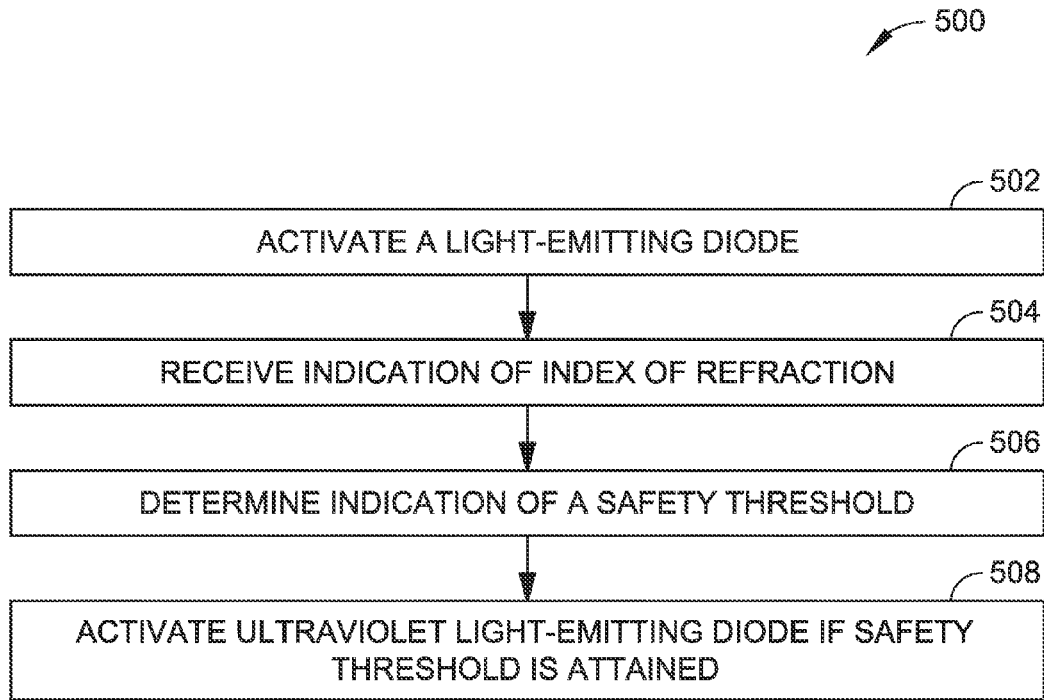 500
502
ACTIVATE A LIGHT-EMITTING DIODE
504
RECEIVE INDICATION OF INDEX OF REFRACTION
506
DETERMINE INDICATION OF A SAFETY THRESHOLD
508
ACTIVATE ULTRAVIOLET LIGHT-EMITTING DIODE IF SAFETY
THRESHOLD IS ATTAINED